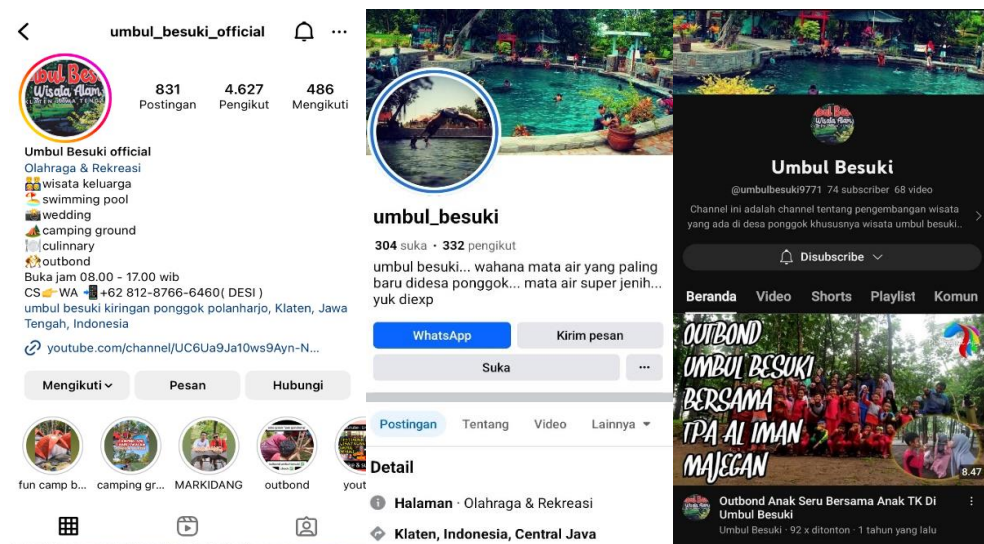 umbul_besuki_official
Umbul Besuki
Wisata Alam
KLATEN JAWA TENGAH
831 4.627 486
Postingan Pengikut Mengikuti
Umbul Besuki official
Olahraga & Rekreasi
wisata keluarga
swimming pool
wedding
camping ground
culinnary
outbond
Buka jam 08.00 - 17.00 wib
CS👉WA 📲+62 812-8766-6460( DESI )
umbul besuki kiringan ponggok polanharjo, Klaten, Jawa
Tengah, Indonesia
youtube.com/channel/UC6Ua9Ja10ws9Ayn-N...
Mengikuti Pesan Hubungi
fun camp b... camping gr... MARKIDANG outbond yout
umbul_besuki
304 suka • 332 pengikut
umbul besuki... wahana mata air yang paling
baru didesa ponggok... mata air super jenih...
yuk diexp
WhatsApp Kirim pesan
Suka ...
Postingan Tentang Video Lainnya
Detail
Halaman · Olahraga & Rekreasi
Klaten, Indonesia, Central Java
Umbul Besuki
@umbulbesuki9771 74 subscriber 68 video
Channel ini adalah channel tentang pengembangan wisata
yang ada di desa ponggok khususnya wisata umbul besuki..
Disubscribe
Beranda Video Shorts Playlist Komun
OUTBOND
UMBUL BESUKI
BERSAMA
TPA AL IMAN
MAJEGAN
8.47
Outbond Anak Seru Bersama Anak TK Di
Umbul Besuki
Umbul Besuki · 92 x ditonton · 1 tahun yang lalu